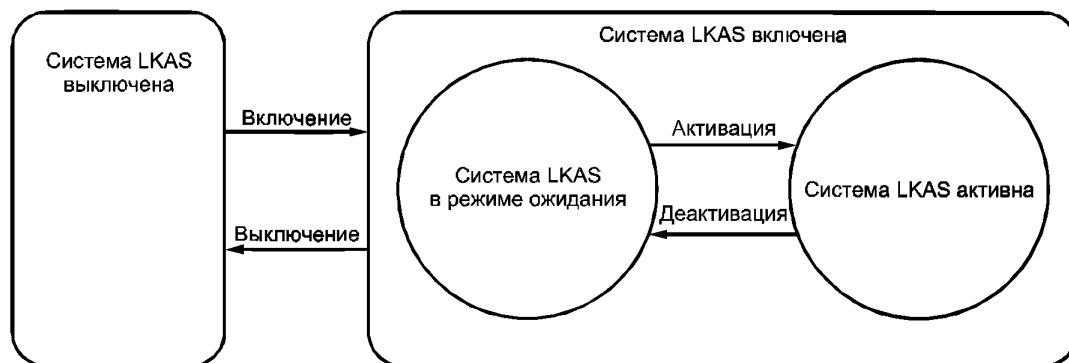 Система LKAS
выключена
Система LKAS включена
Включение
Выключение
Система LKAS
в режиме ожидания
Активация
Деактивация
Система LKAS активна